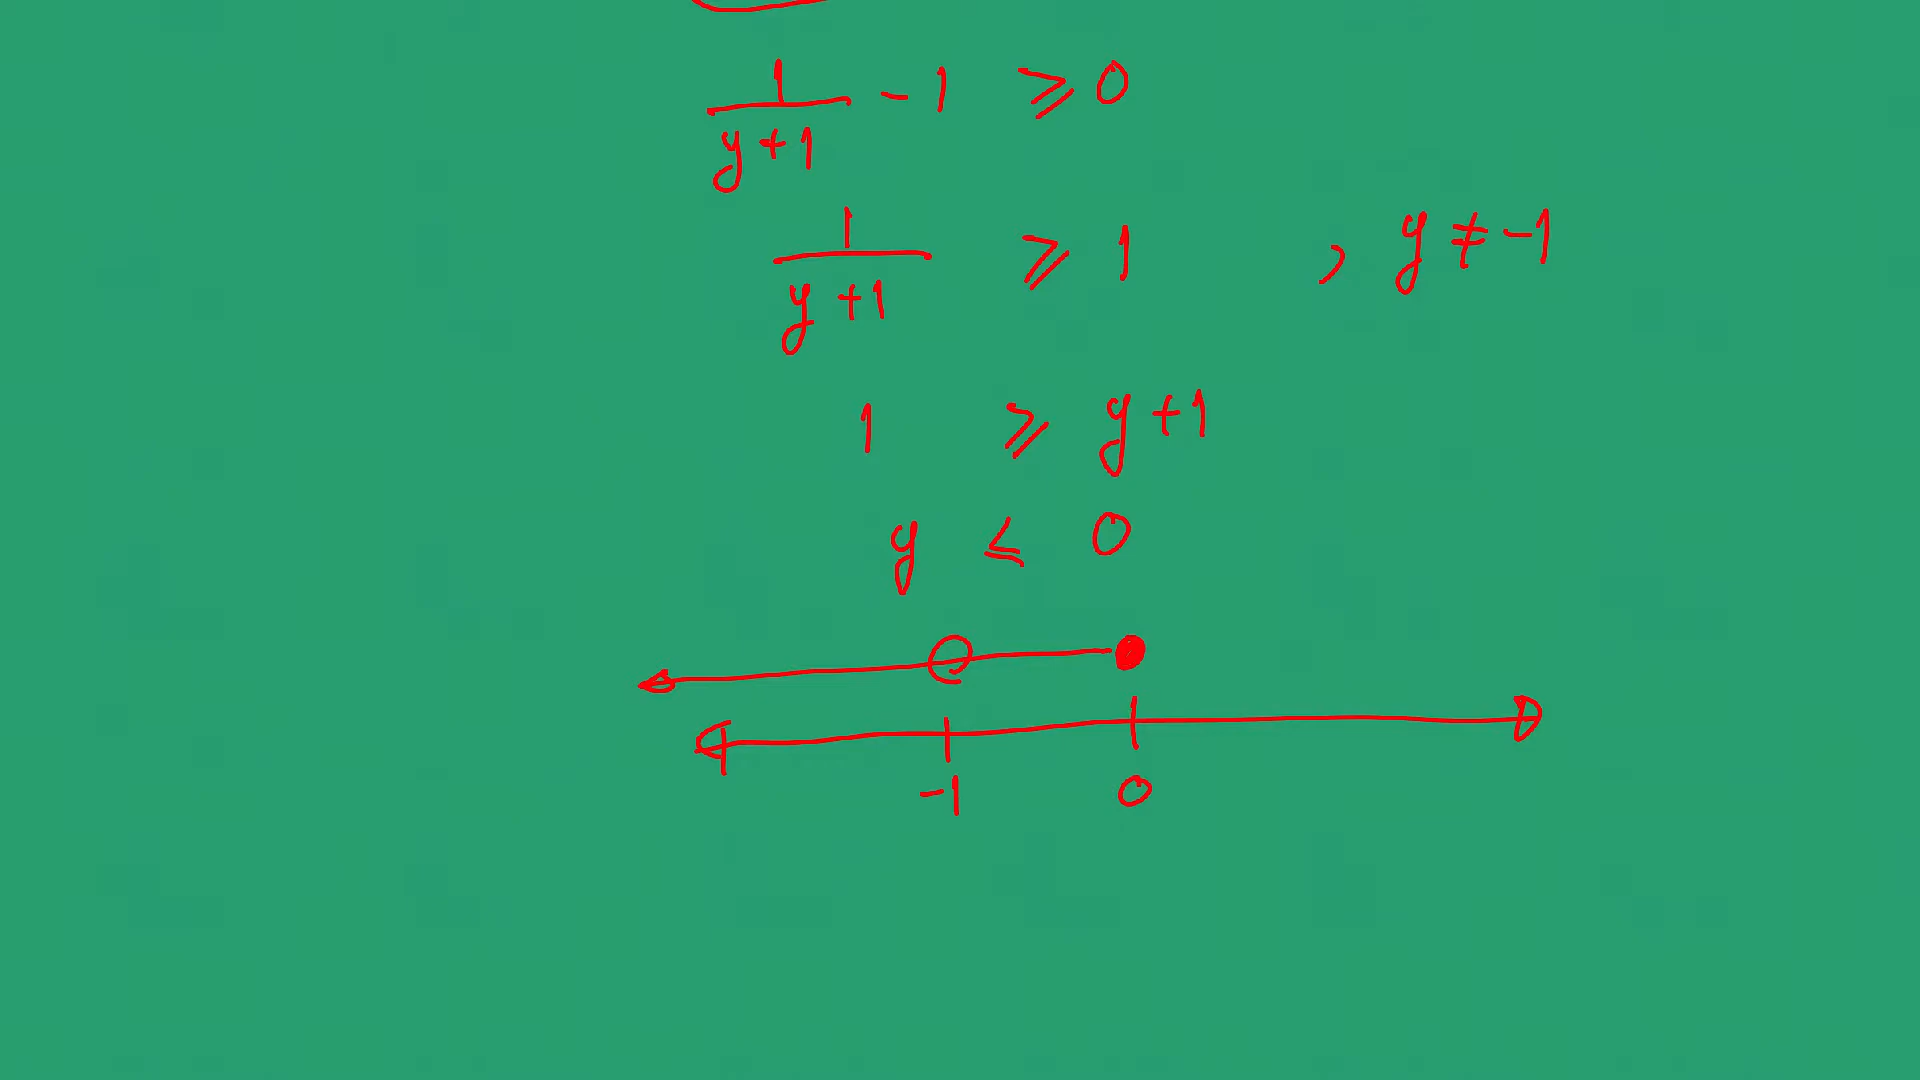 1/(y+1) - 1 ≥ 0
1/(y+1) ≥ 1 , y ≠ -1
1 ≥ y+1
y ≤ 0
-1 0